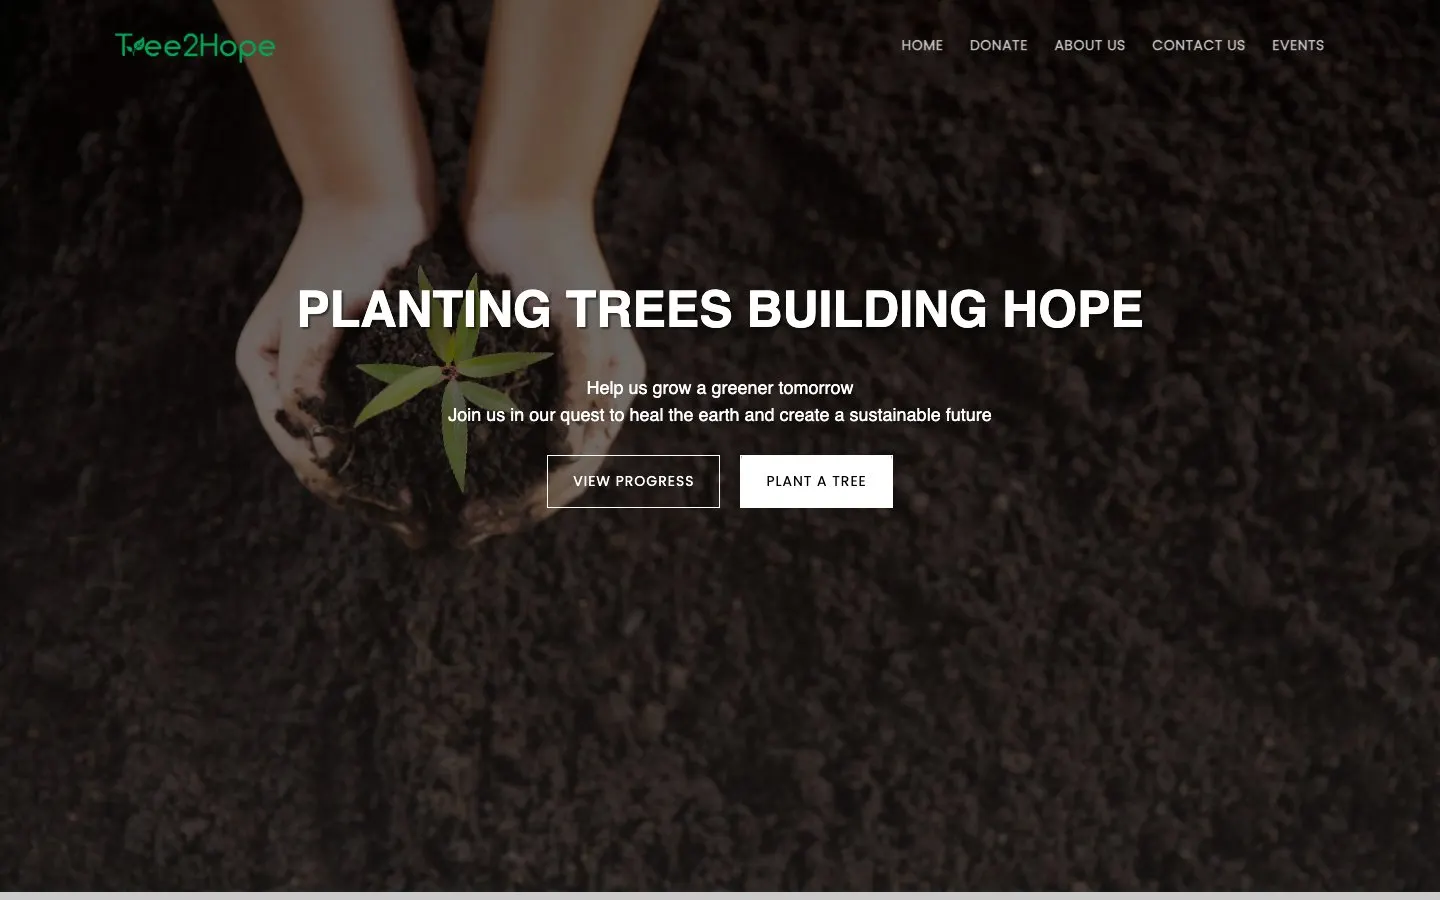 Tree2Hope
HOME
DONATE
ABOUT US
CONTACT US
EVENTS
PLANTING TREES BUILDING HOPE
Help us grow a greener tomorrow
Join us in our quest to heal the earth and create a sustainable future
VIEW PROGRESS
PLANT A TREE